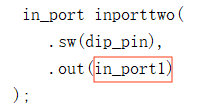 in_port inporttwo(
.sw(dip_pin),
.out(in_port1)
);